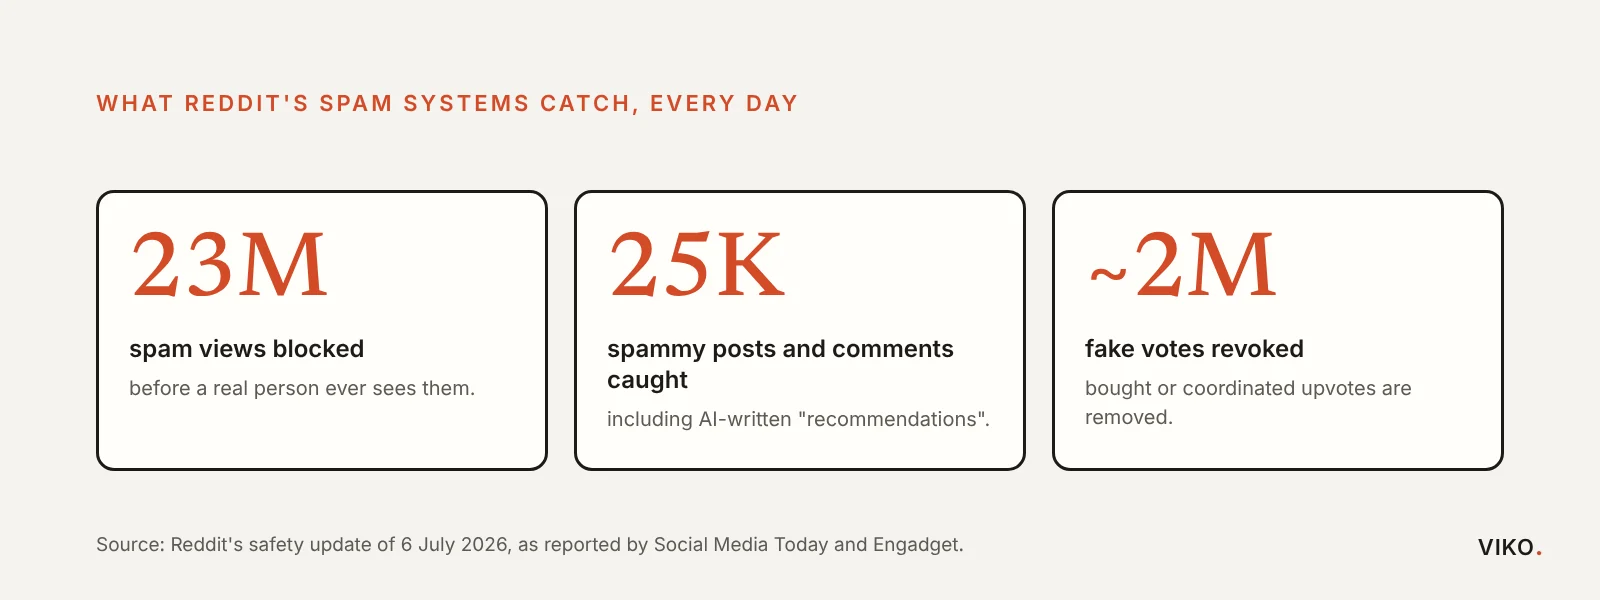 WHAT REDDIT'S SPAM SYSTEMS CATCH, EVERY DAY
23M
spam views blocked
before a real person ever sees them.
25K
spammy posts and comments
caught
including AI-written "recommendations".
~2M
fake votes revoked
bought or coordinated upvotes are
removed.
Source: Reddit's safety update of 6 July 2026, as reported by Social Media Today and Engadget.
VIKO.